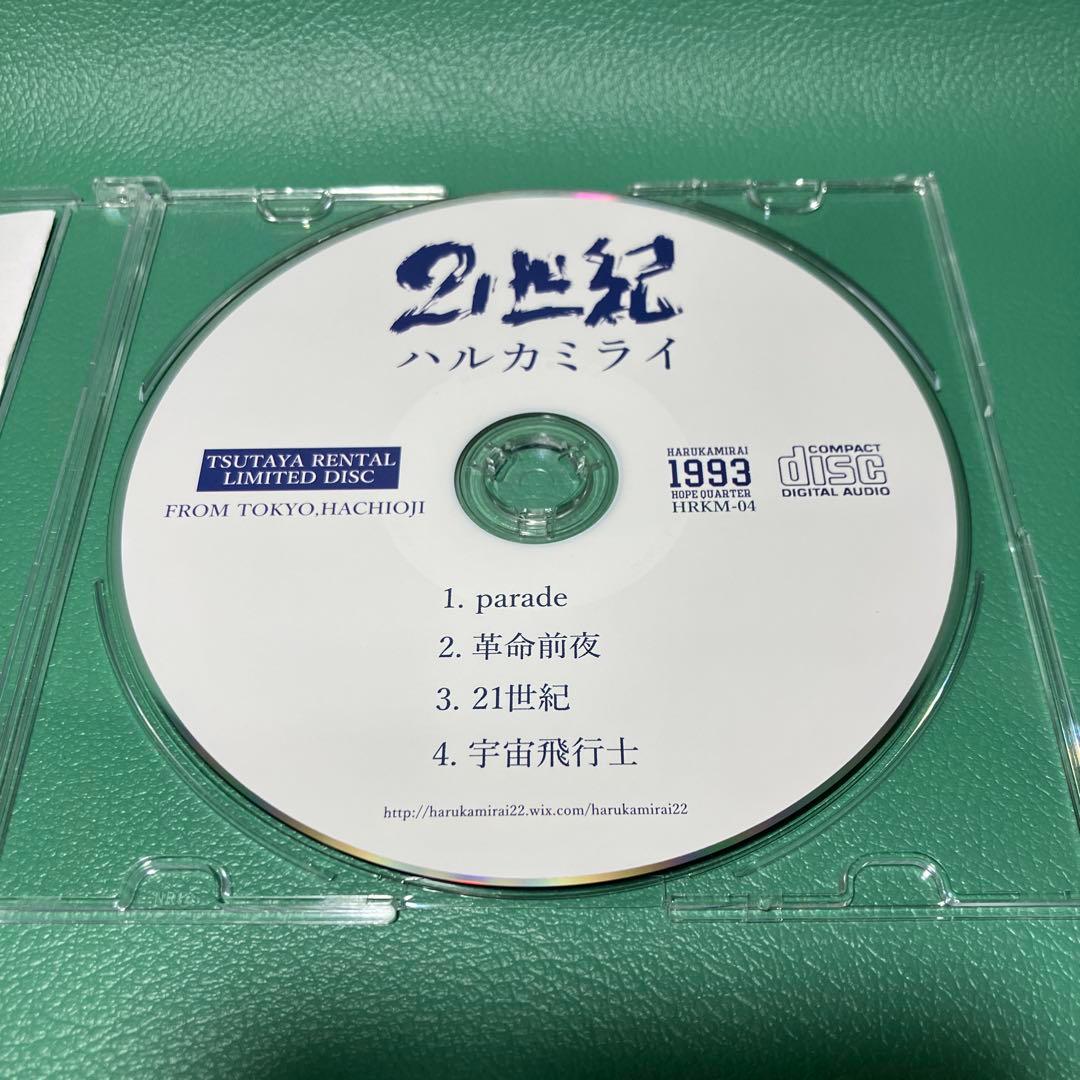 21世紀
ハルカミライ
TSUTAYA RENTAL
LIMITED DISC
FROM TOKYO,HACHIOJI
HARUKAMIRAI
1993
HOPE QUARTER
HRKM-04
COMPACT
disc
DIGITAL AUDIO
1. parade
2. 革命前夜
3. 21世紀
4. 宇宙飛行士
http://harukamirai22.wix.com/harukamirai22